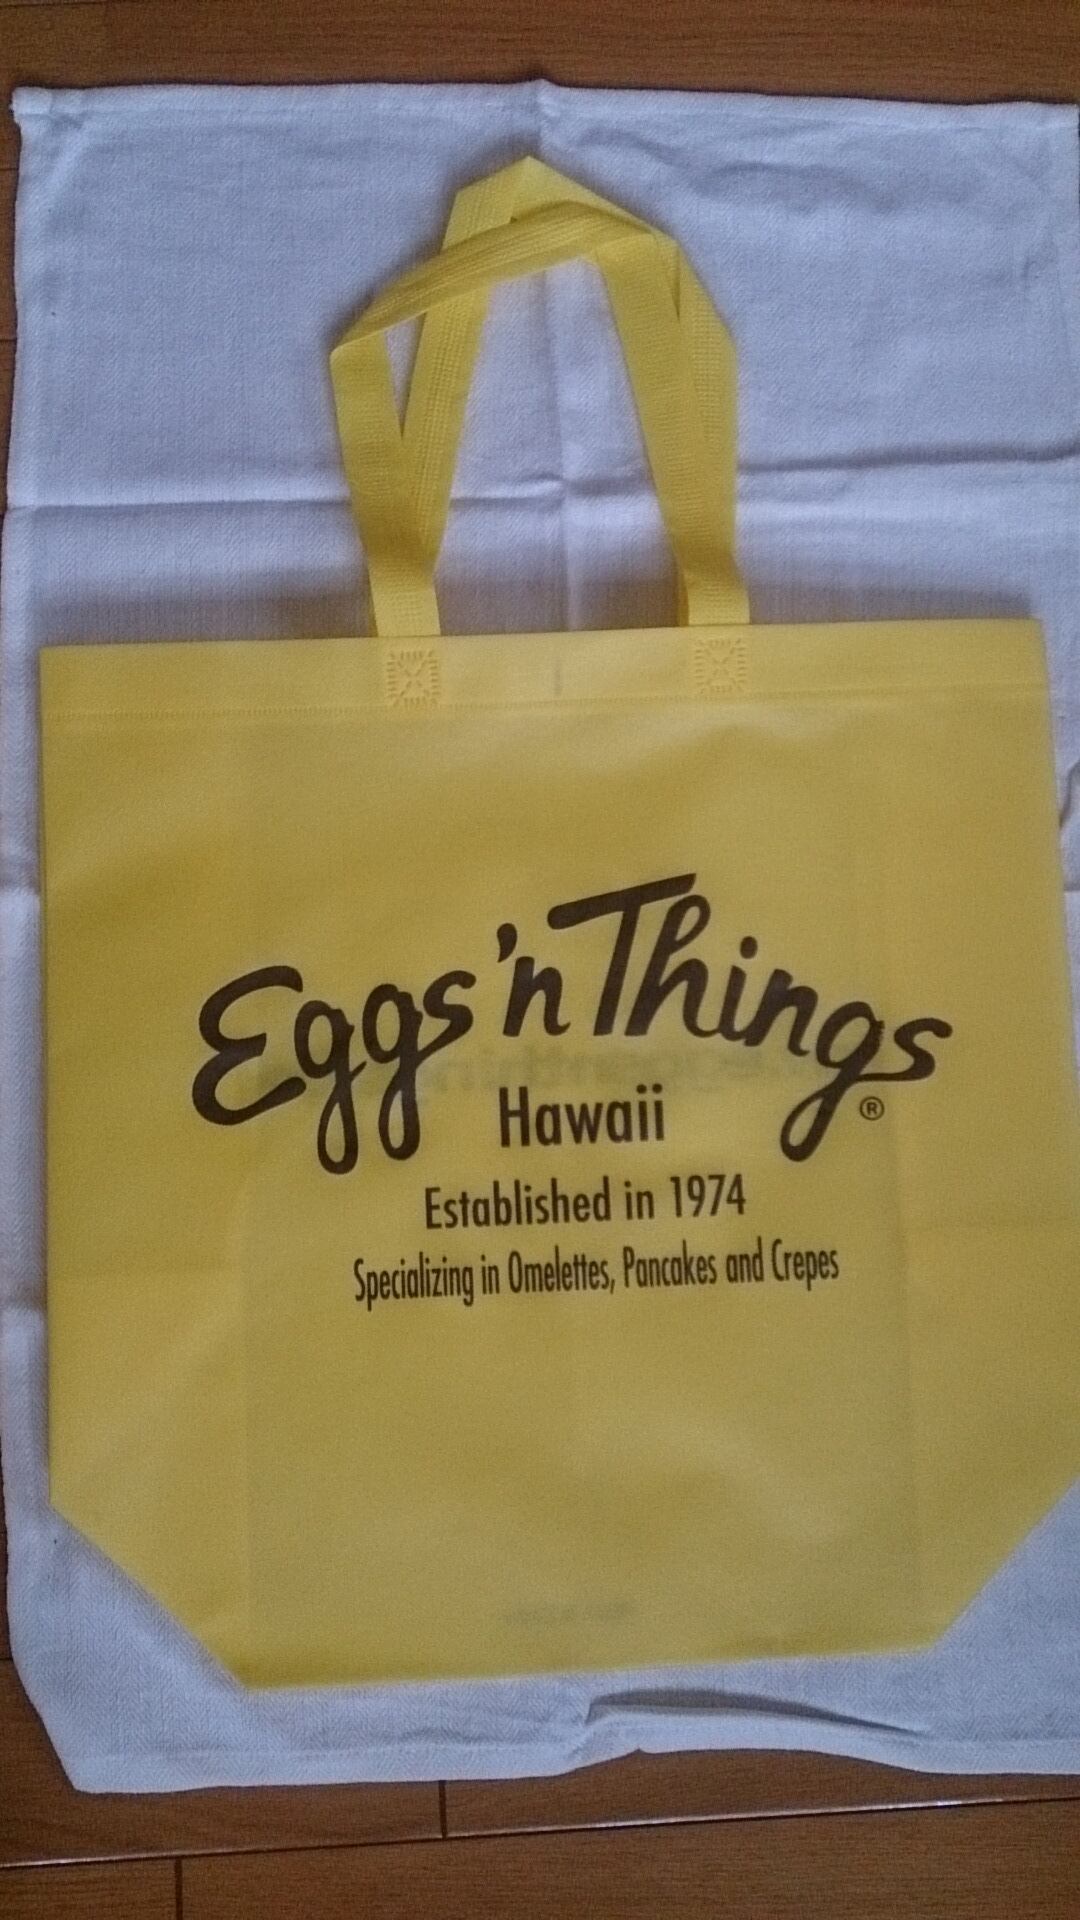 Eggs 'n Things
Hawaii ®
Established in 1974
Specializing in Omelettes, Pancakes and Crepes